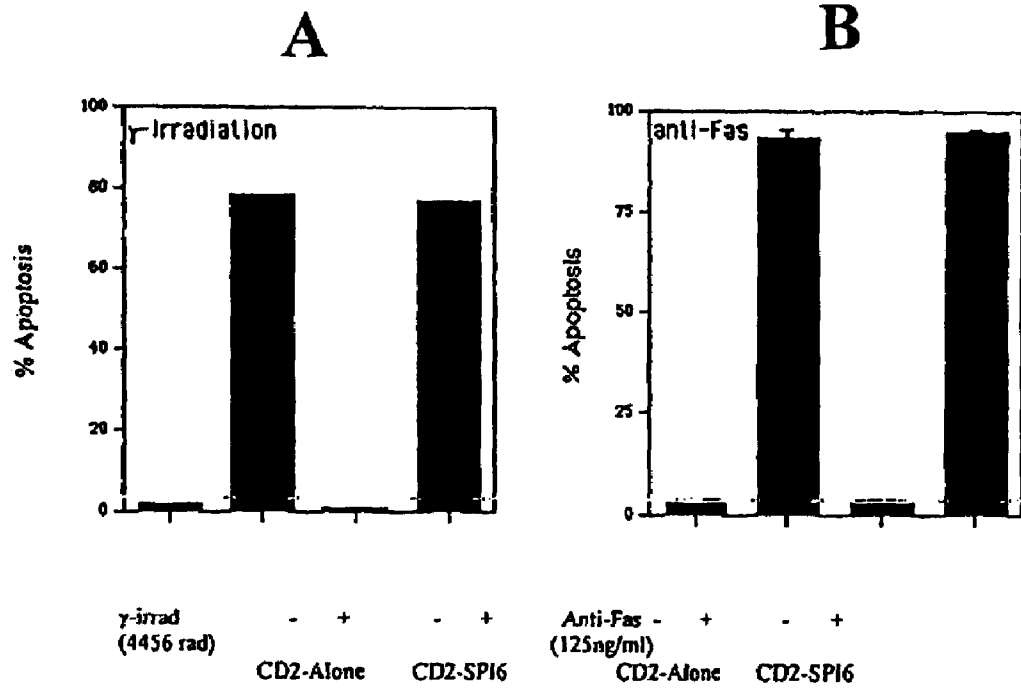 A
B
100
γ-Irradiation
80
60
40
20
0
% Apoptosis
100
anti-Fas
75
50
25
0
% Apoptosis
γ-irrad - + - +
(4456 rad)
CD2-Alone CD2-SPI6
Anti-Fas - + - +
(125ng/ml)
CD2-Alone CD2-SPI6